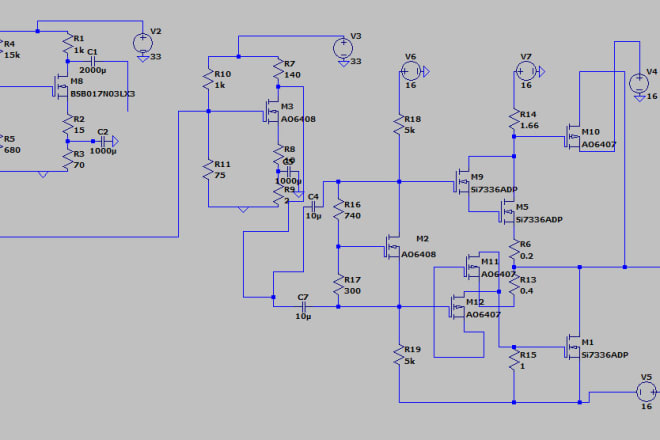 R4
15k
R1
1k
C1
2000µ
V2
33
M8
BSB017N03LX3
R2
15
C2
1000µ
R5
680
R3
70
R10
1k
R7
140
V3
33
M3
AO6408
R11
75
R8
1000µ
R9
2
C4
10µ
R16
740
V6
16
R18
5k
M2
AO6408
R17
300
C7
10µ
R19
5k
V7
16
R14
1.66
M10
AO6407
V4
16
M9
Si7336ADP
M5
Si7336ADP
R6
0.2
M11
AO6407
R13
0.4
M12
AO6407
R15
1
M1
Si7336ADP
V5
16